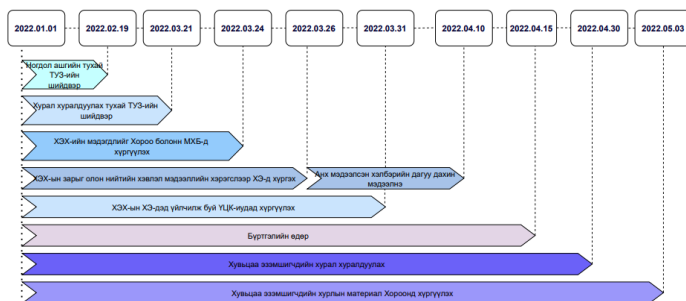 2022.01.01 2022.02.19 2022.03.21 2022.03.24 2022.03.31 2022.04.10 2022.04.15 2022.04.30 2022.05.03
Ногдол ашгийн тухай
ТУЗ-ийн
шийдвэр
Хурал хуралдуулах тухай ТУЗ-ийн
шийдвэр
ХЭХ-ийн мэдэгдлийг Хороо болонн МХБ-д
хүргүүлэх
ХЭХ-ын зарыг олон нийтийн хэвлэл мэдээллийн хэрэгслээр ХЭ-д хүргэх
Анх мэдээлсэн хэлбэрийн дагуу дахин
мэдээлнэ
ХЭХ-ын ХЭ-дэд үйлчилж буй ҮЦК-иудад хүргүүлэх
Бүртгэлийн өдөр
Хувьцаа эзэмшигчдийн хурал хуралдуулах
Хувьцаа эзэмшигчдийн хурлын материал Хороонд хүргүүлэх